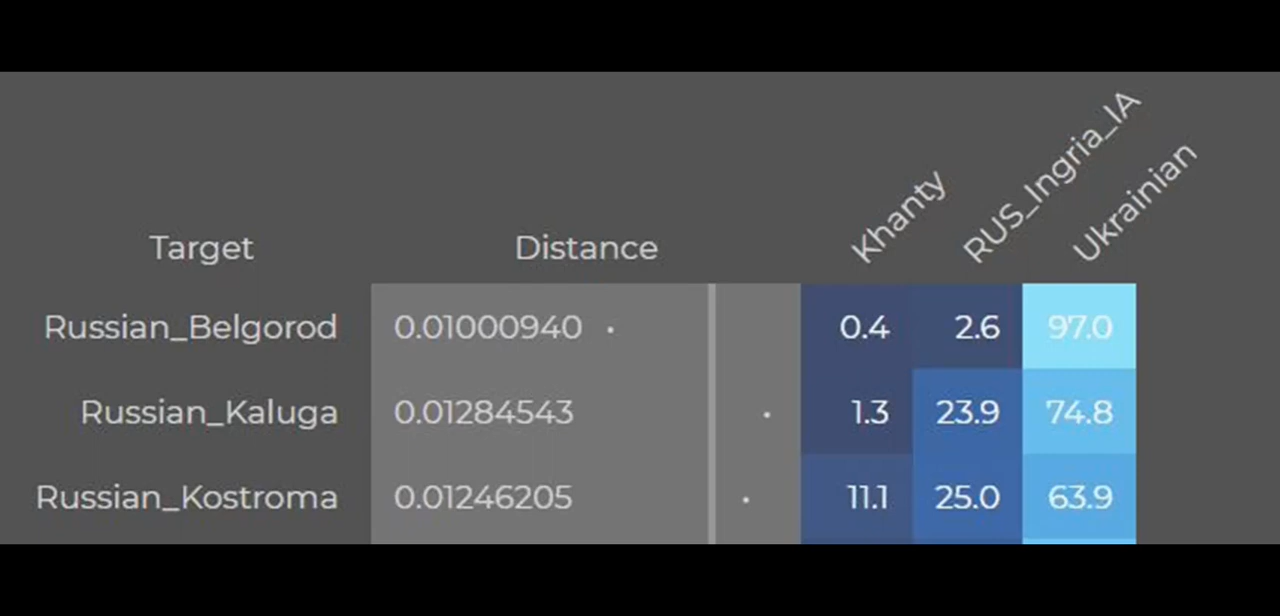 Target Distance Khanty RUS_Ingria_IA Ukrainian
Russian_Belgorod 0.01000940 0.4 2.6 97.0
Russian_Kaluga 0.01284543 1.3 23.9 74.8
Russian_Kostroma 0.01246205 11.1 25.0 63.9